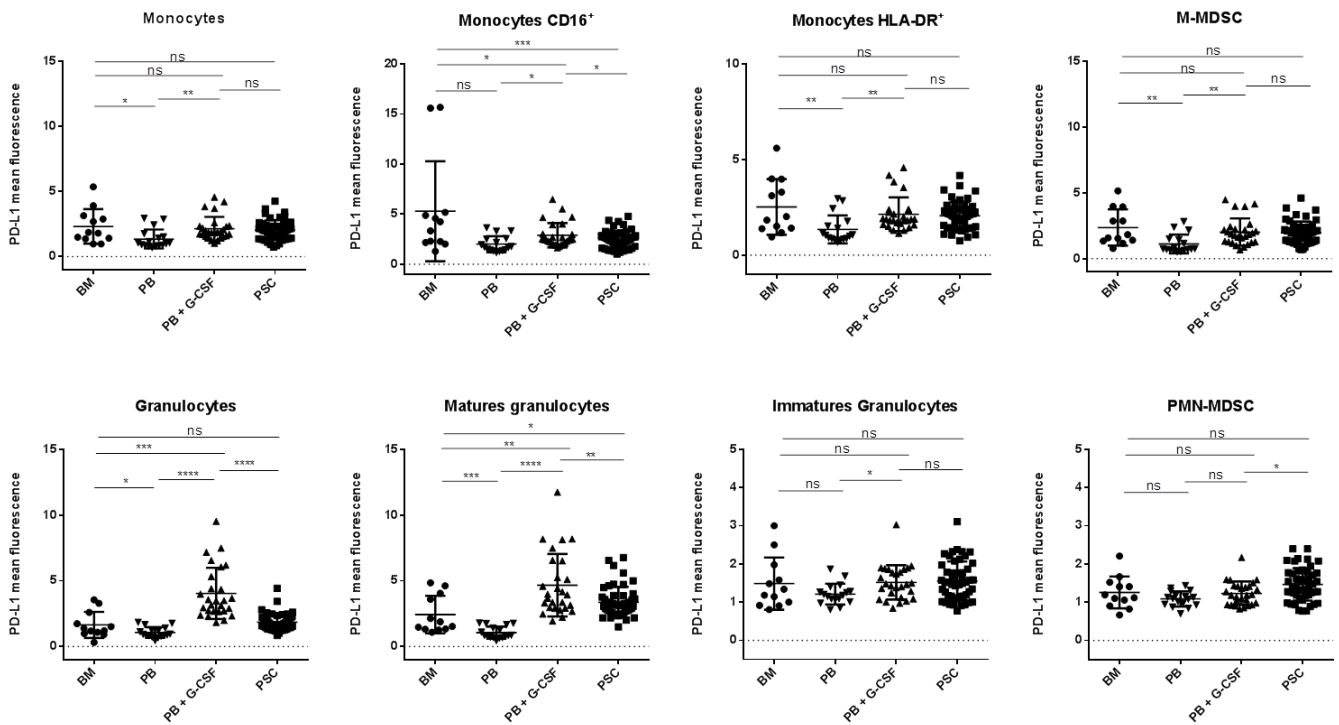 Monocytes
PD-L1 mean fluorescence
15
10
5
0
ns
ns
ns
*
**
BM
PB
PB + G-CSF
PSC
Monocytes CD16+
PD-L1 mean fluorescence
20
15
10
5
0
***
*
*
ns
*
BM
PB
PB + G-CSF
PSC
Monocytes HLA-DR+
PD-L1 mean fluorescence
10
5
0
ns
ns
ns
**
**
BM
PB
PB + G-CSF
PSC
M-MDSC
PD-L1 mean fluorescence
15
10
5
0
ns
ns
ns
**
**
BM
PB
PB + G-CSF
PSC
Granulocytes
PD-L1 mean fluorescence
15
10
5
0
ns
***
****
*
****
BM
PB
PB + G-CSF
PSC
Matures granulocytes
PD-L1 mean fluorescence
15
10
5
0
*
**
**
***
****
BM
PB
PB + G-CSF
PSC
Immatures Granulocytes
PD-L1 mean fluorescence
5
4
3
2
1
0
ns
ns
ns
ns
*
BM
PB
PB + G-CSF
PSC
PMN-MDSC
PD-L1 mean fluorescence
5
4
3
2
1
0
ns
ns
*
ns
ns
BM
PB
PB + G-CSF
PSC